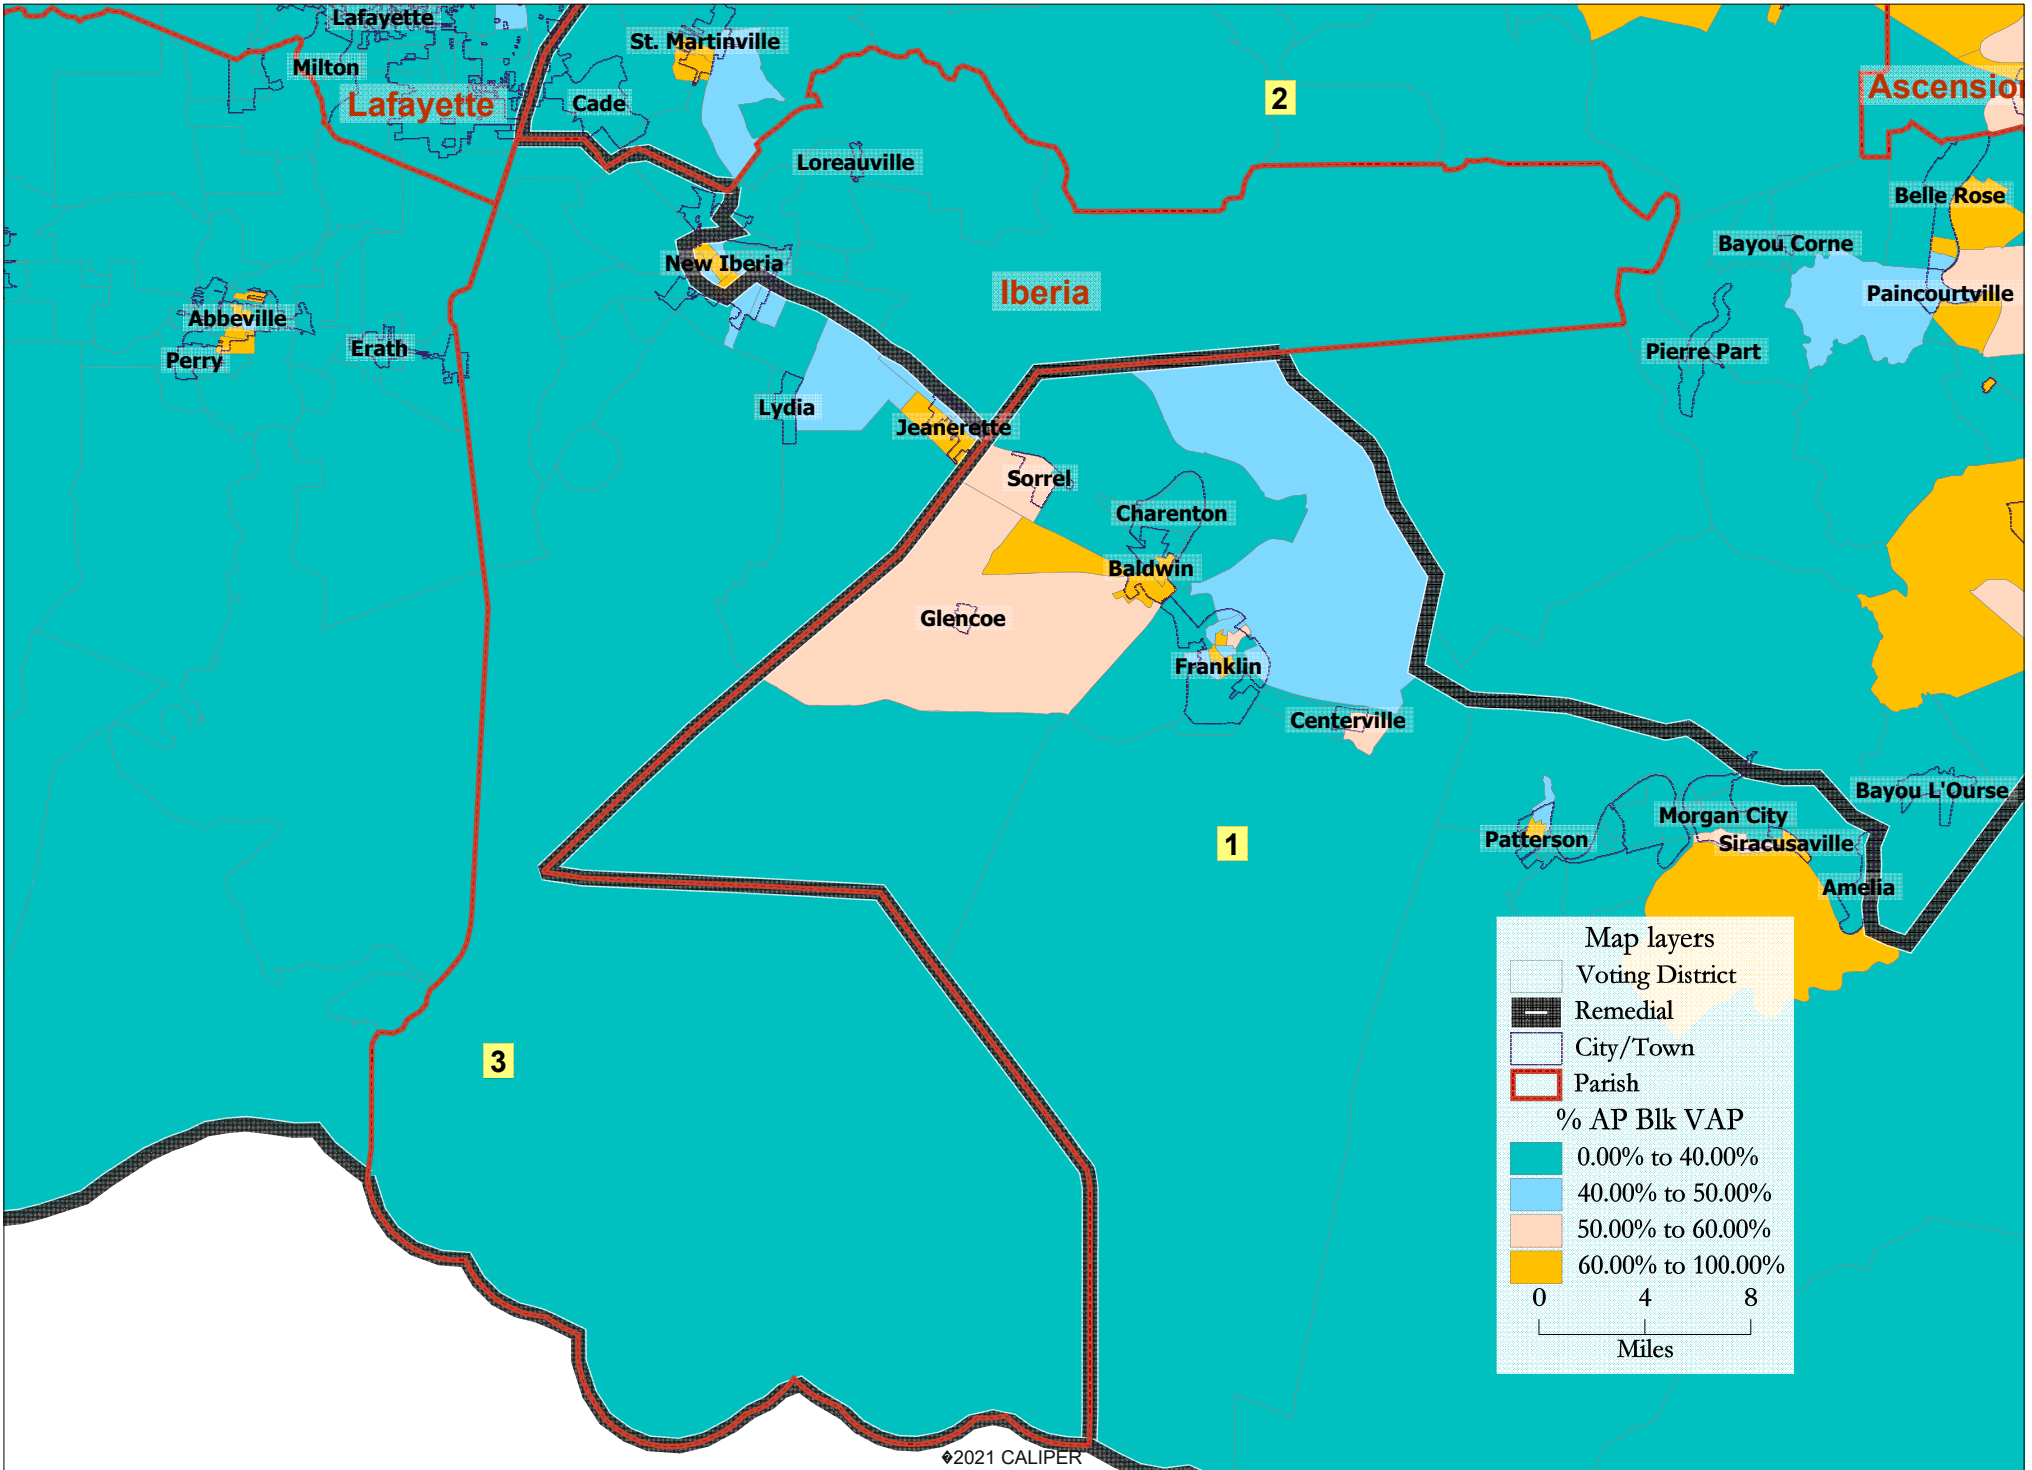 Lafayette
St. Martinville
Milton
Lafayette
Cade
2
Ascension
Loreauville
Belle Rose
Bayou Corne
New Iberia
Iberia
Paincourtville
Abbeville
Erath
Perry
Pierre Part
Lydia
Jeanerette
Sorrel
Charenton
Baldwin
Glencoe
Franklin
Centerville
Bayou L'Ourse
Morgan City
Patterson
Siracusaville
1
Amelia
3
Map layers
Voting District
Remedial
City/Town
Parish
% AP Blk VAP
0.00% to 40.00%
40.00% to 50.00%
50.00% to 60.00%
60.00% to 100.00%
0 4 8
Miles
�2021 CALIPER